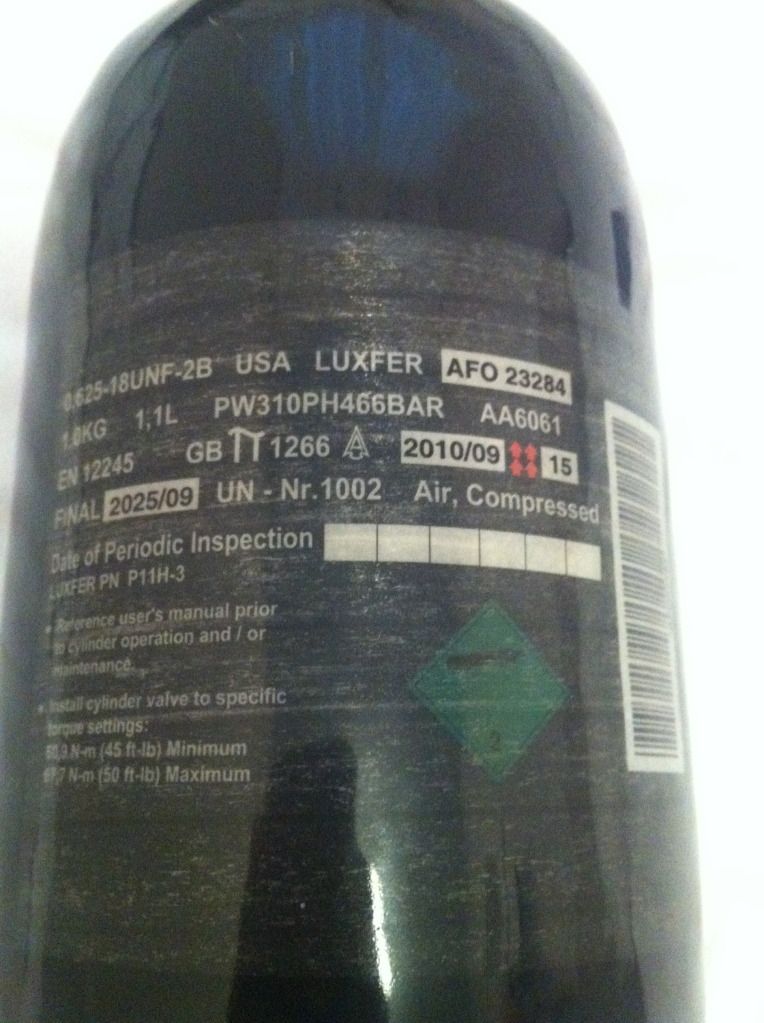 0.625-18UNF-2B USA LUXFER AFO 23284
1.0KG 1,1L PW310PH466BAR AA6061
EN 12245 GB 1266 2010/09 15
FINAL 2025/09 UN - Nr.1002 Air, Compressed
Date of Periodic Inspection
LUXFER PN P11H-3
• Reference user's manual prior
to cylinder operation and / or
maintenance.
• Install cylinder valve to specific
torque settings:
N-m (45 ft-lb) Minimum
N-m (50 ft-lb) Maximum
2